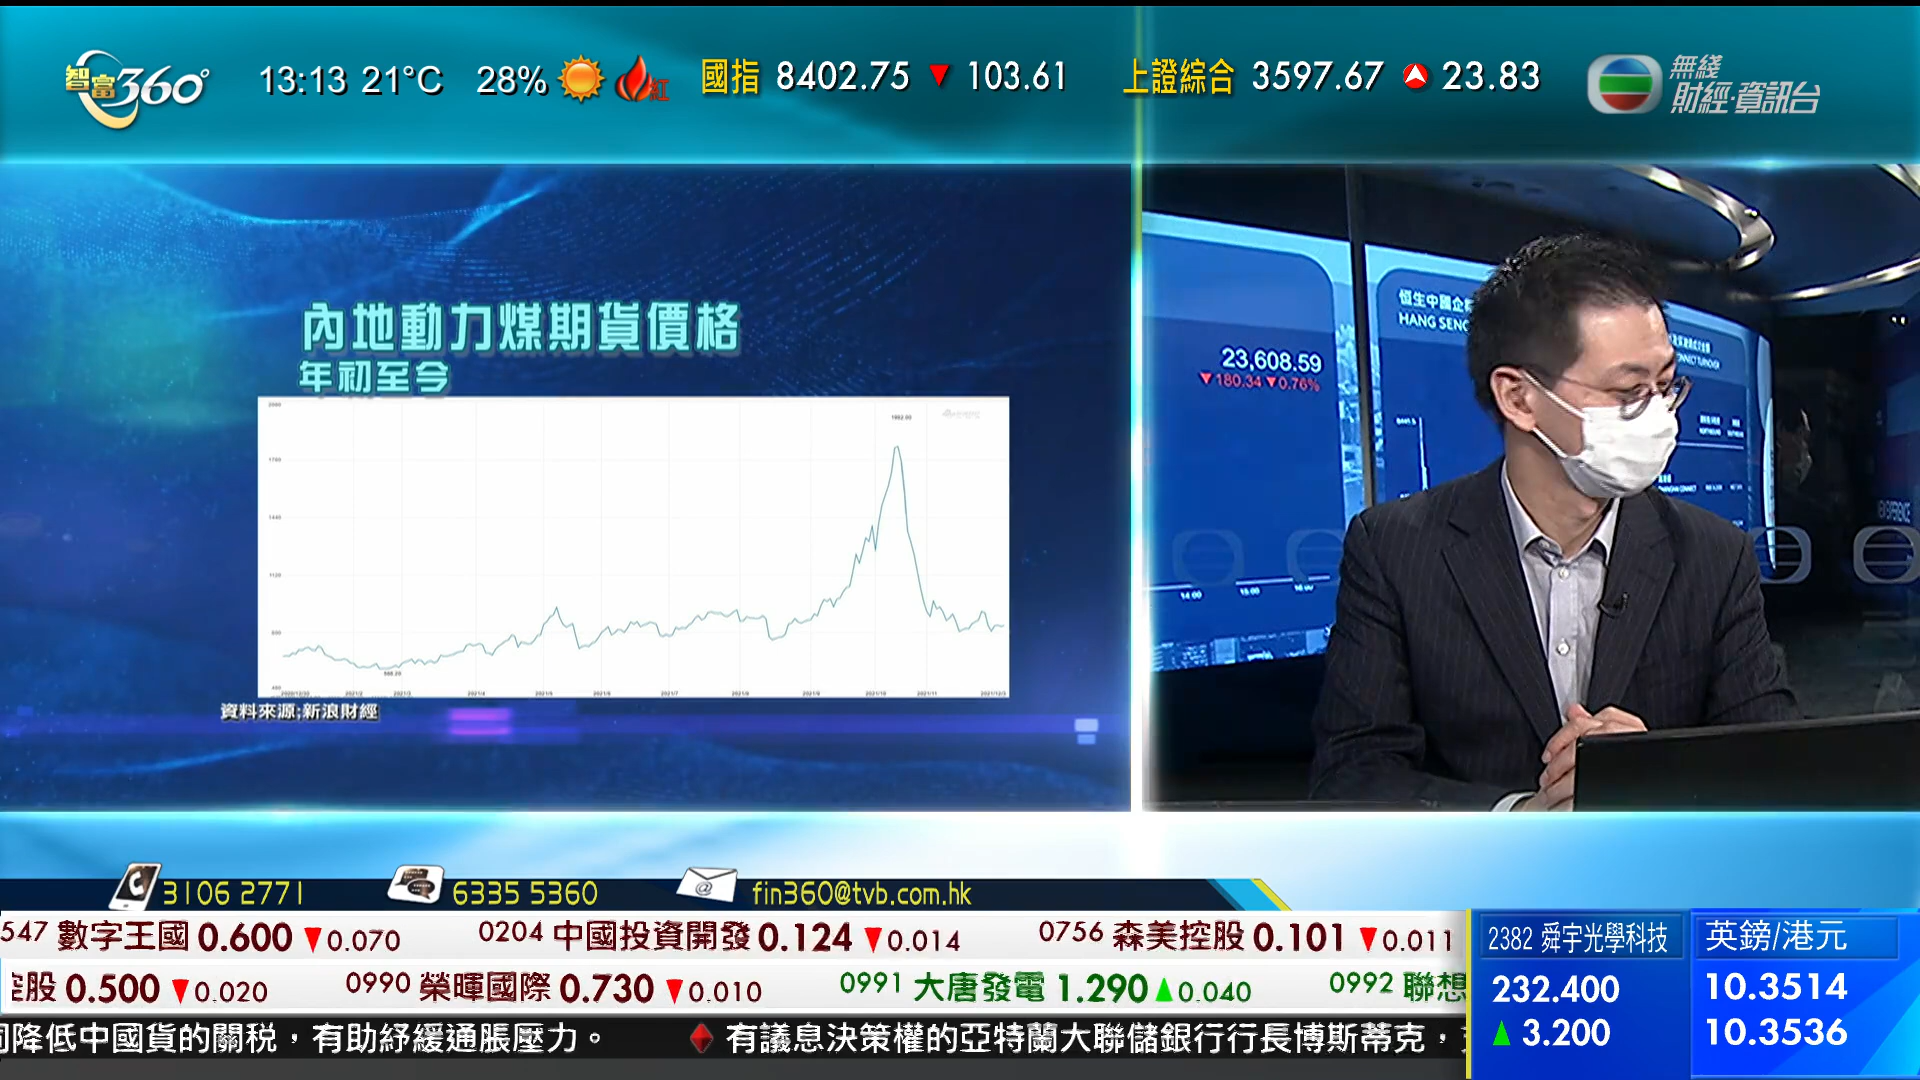 智富360°
13:13 21°C 28% 紅
國指 8402.75 ▼ 103.61
上證綜合 3597.67 23.83
無綫
財經·資訊台
內地動力煤期貨價格
年初至今
資料來源;新浪財經
23,608.59
▼180.34▼0.76%
恒生中國企
HANG SENG
14:00 15:00 16:00
3106 2771
6335 5360
fin360@tvb.com.hk
547 數字王國 0.600 ▼0.070
0204 中國投資開發 0.124 ▼0.014
0756 森美控股 0.101 ▼0.011
控股 0.500 ▼0.020
0990 榮暉國際 0.730 ▼0.010
0991 大唐發電 1.290 ▲0.040
0992 聯想
降低中國貨的關稅，有助紓緩通脹壓力。
有議息決策權的亞特蘭大聯儲銀行行長博斯蒂克，
2382 舜宇光學科技
232.400
▲ 3.200
英鎊/港元
10.3514
10.3536